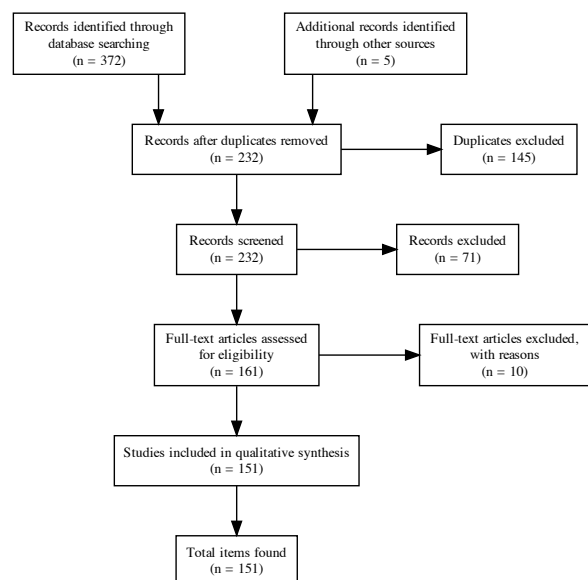 Records identified through
database searching
(n = 372)
Additional records identified
through other sources
(n = 5)
Records after duplicates removed
(n = 232)
Duplicates excluded
(n = 145)
Records screened
(n = 232)
Records excluded
(n = 71)
Full-text articles assessed
for eligibility
(n = 161)
Full-text articles excluded,
with reasons
(n = 10)
Studies included in qualitative synthesis
(n = 151)
Total items found
(n = 151)